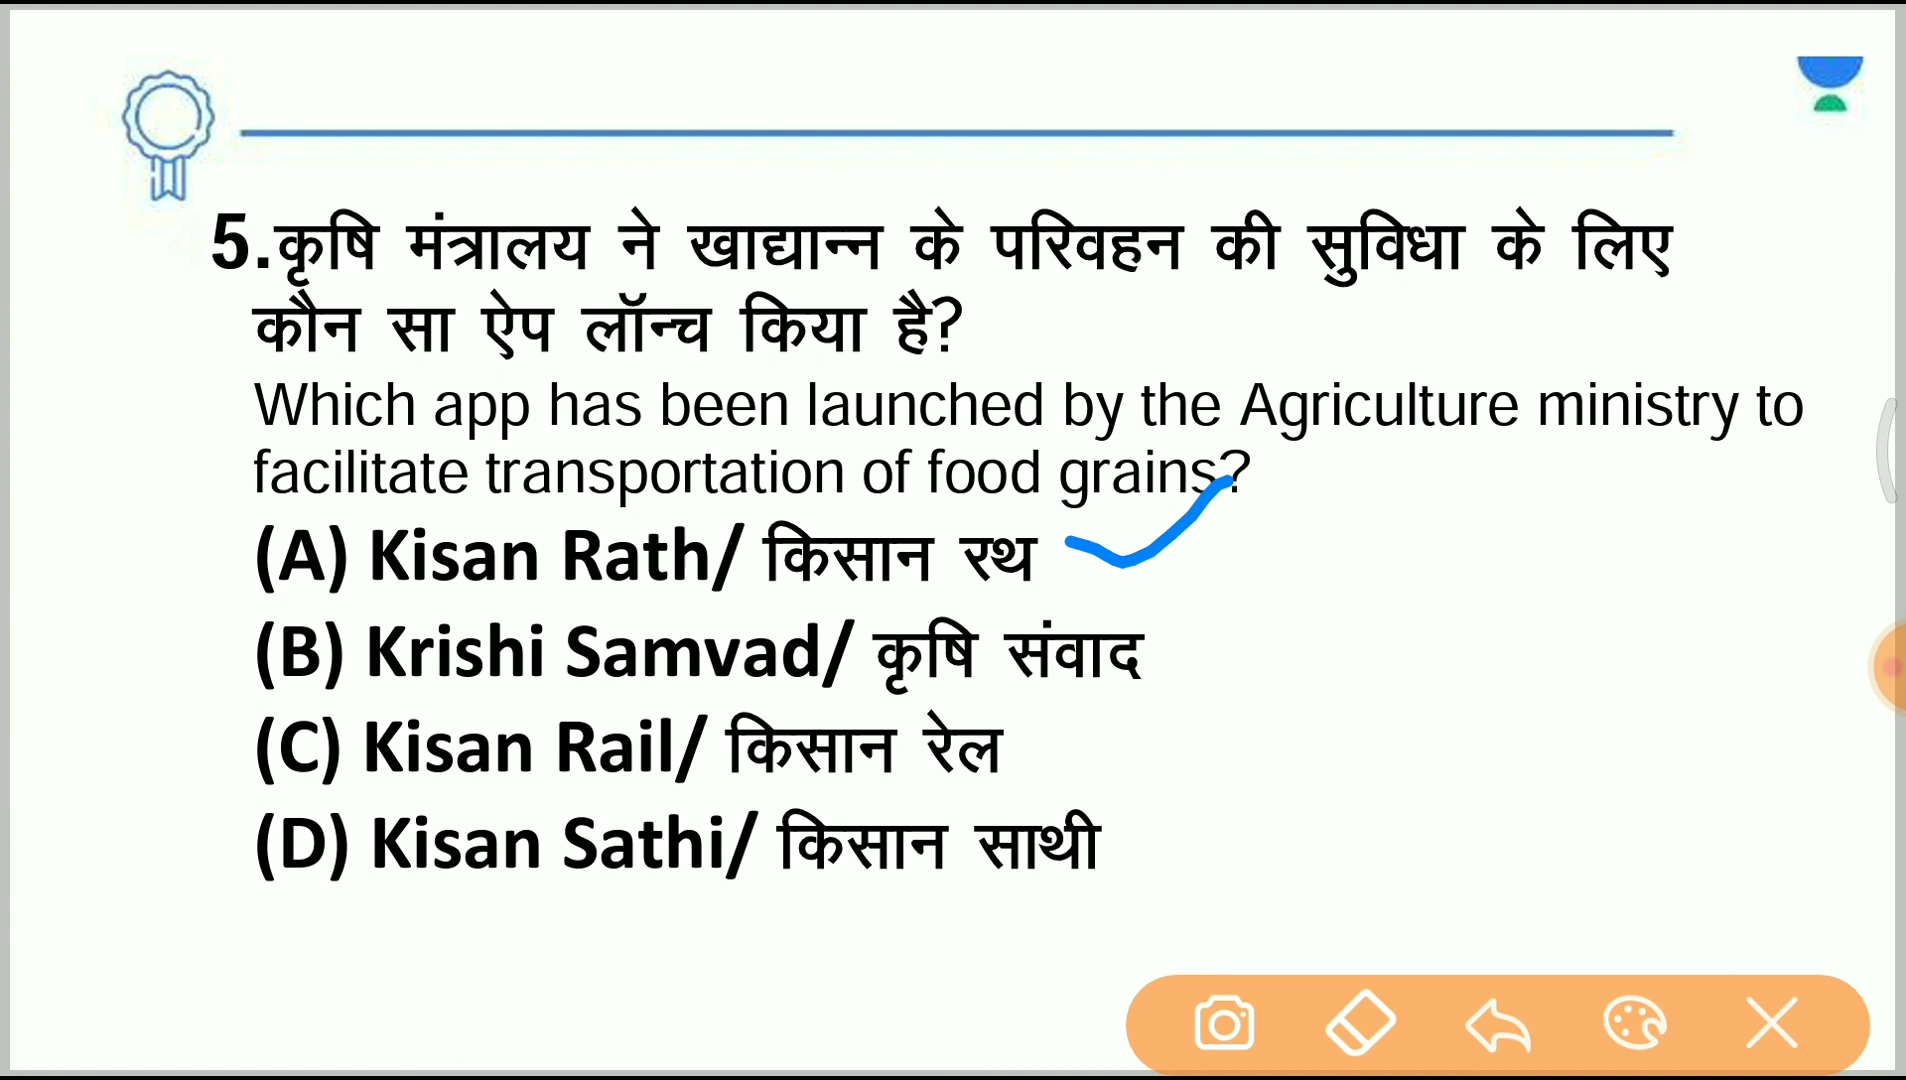 5.कृषि मंत्रालय ने खाद्यान्न के परिवहन की सुविधा के लिए
कौन सा ऐप लॉन्च किया है?
Which app has been launched by the Agriculture ministry to
facilitate transportation of food grains?
(A) Kisan Rath/ किसान रथ
(B) Krishi Samvad/ कृषि संवाद
(C) Kisan Rail/ किसान रेल
(D) Kisan Sathi/ किसान साथी